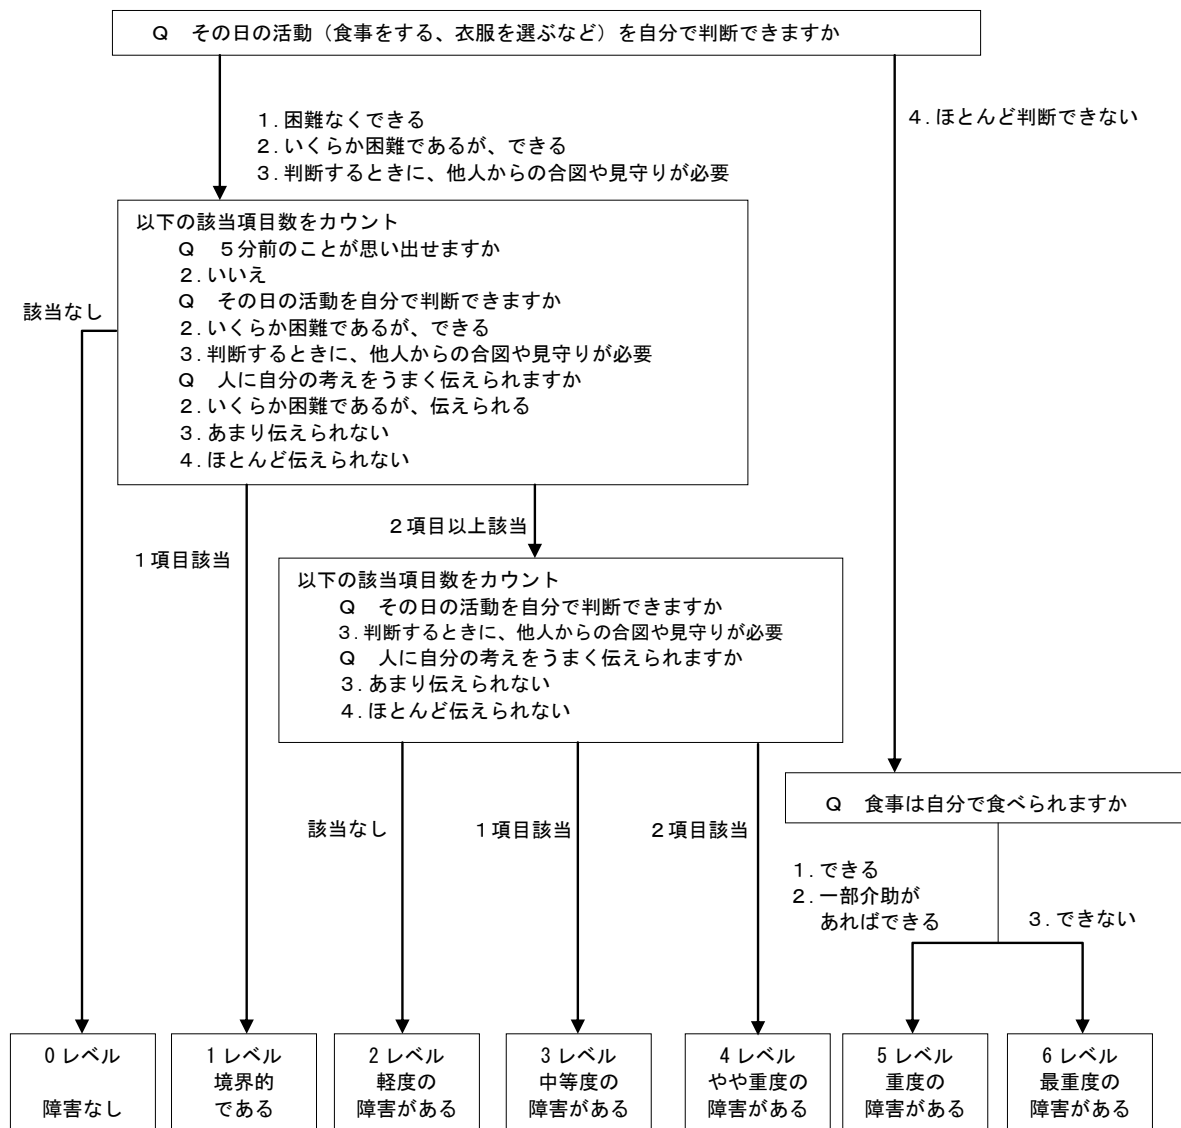 Q　その日の活動（食事をする、衣服を選ぶなど）を自分で判断できますか
１.困難なくできる
２.いくらか困難であるが、できる
３.判断するときに、他人からの合図や見守りが必要
４.ほとんど判断できない
以下の該当項目数をカウント
Q　５分前のことが思い出せますか
２.いいえ
Q　その日の活動を自分で判断できますか
２.いくらか困難であるが、できる
３.判断するときに、他人からの合図や見守りが必要
Q　人に自分の考えをうまく伝えられますか
２.いくらか困難であるが、伝えられる
３.あまり伝えられない
４.ほとんど伝えられない
該当なし
１項目該当
２項目以上該当
以下の該当項目数をカウント
Q　その日の活動を自分で判断できますか
３.判断するときに、他人からの合図や見守りが必要
Q　人に自分の考えをうまく伝えられますか
３.あまり伝えられない
４.ほとんど伝えられない
該当なし
１項目該当
２項目該当
Q　食事は自分で食べられますか
１.できる
２.一部介助が
あればできる
３.できない
0 レベル
障害なし
1 レベル
境界的
である
2 レベル
軽度の
障害がある
3 レベル
中等度の
障害がある
4 レベル
やや重度の
障害がある
5 レベル
重度の
障害がある
6 レベル
最重度の
障害がある